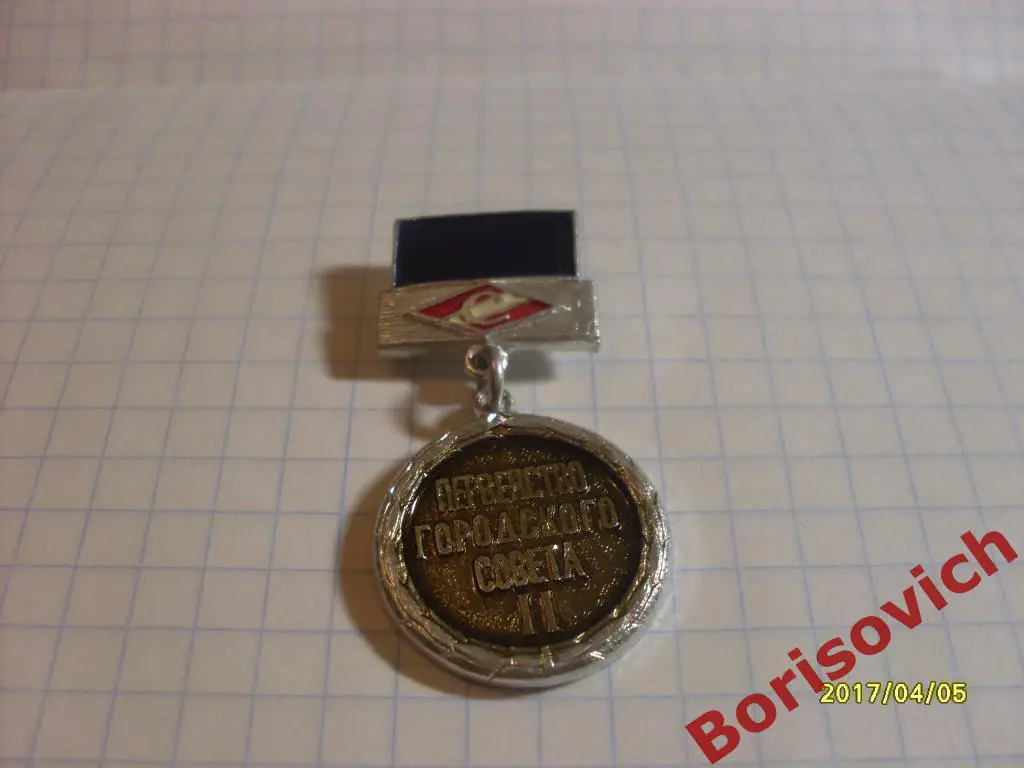 ПЕРВЕНСТВО
ГОРОДСКОГО
СОВЕТА
II
Borisovich
2017/04/05